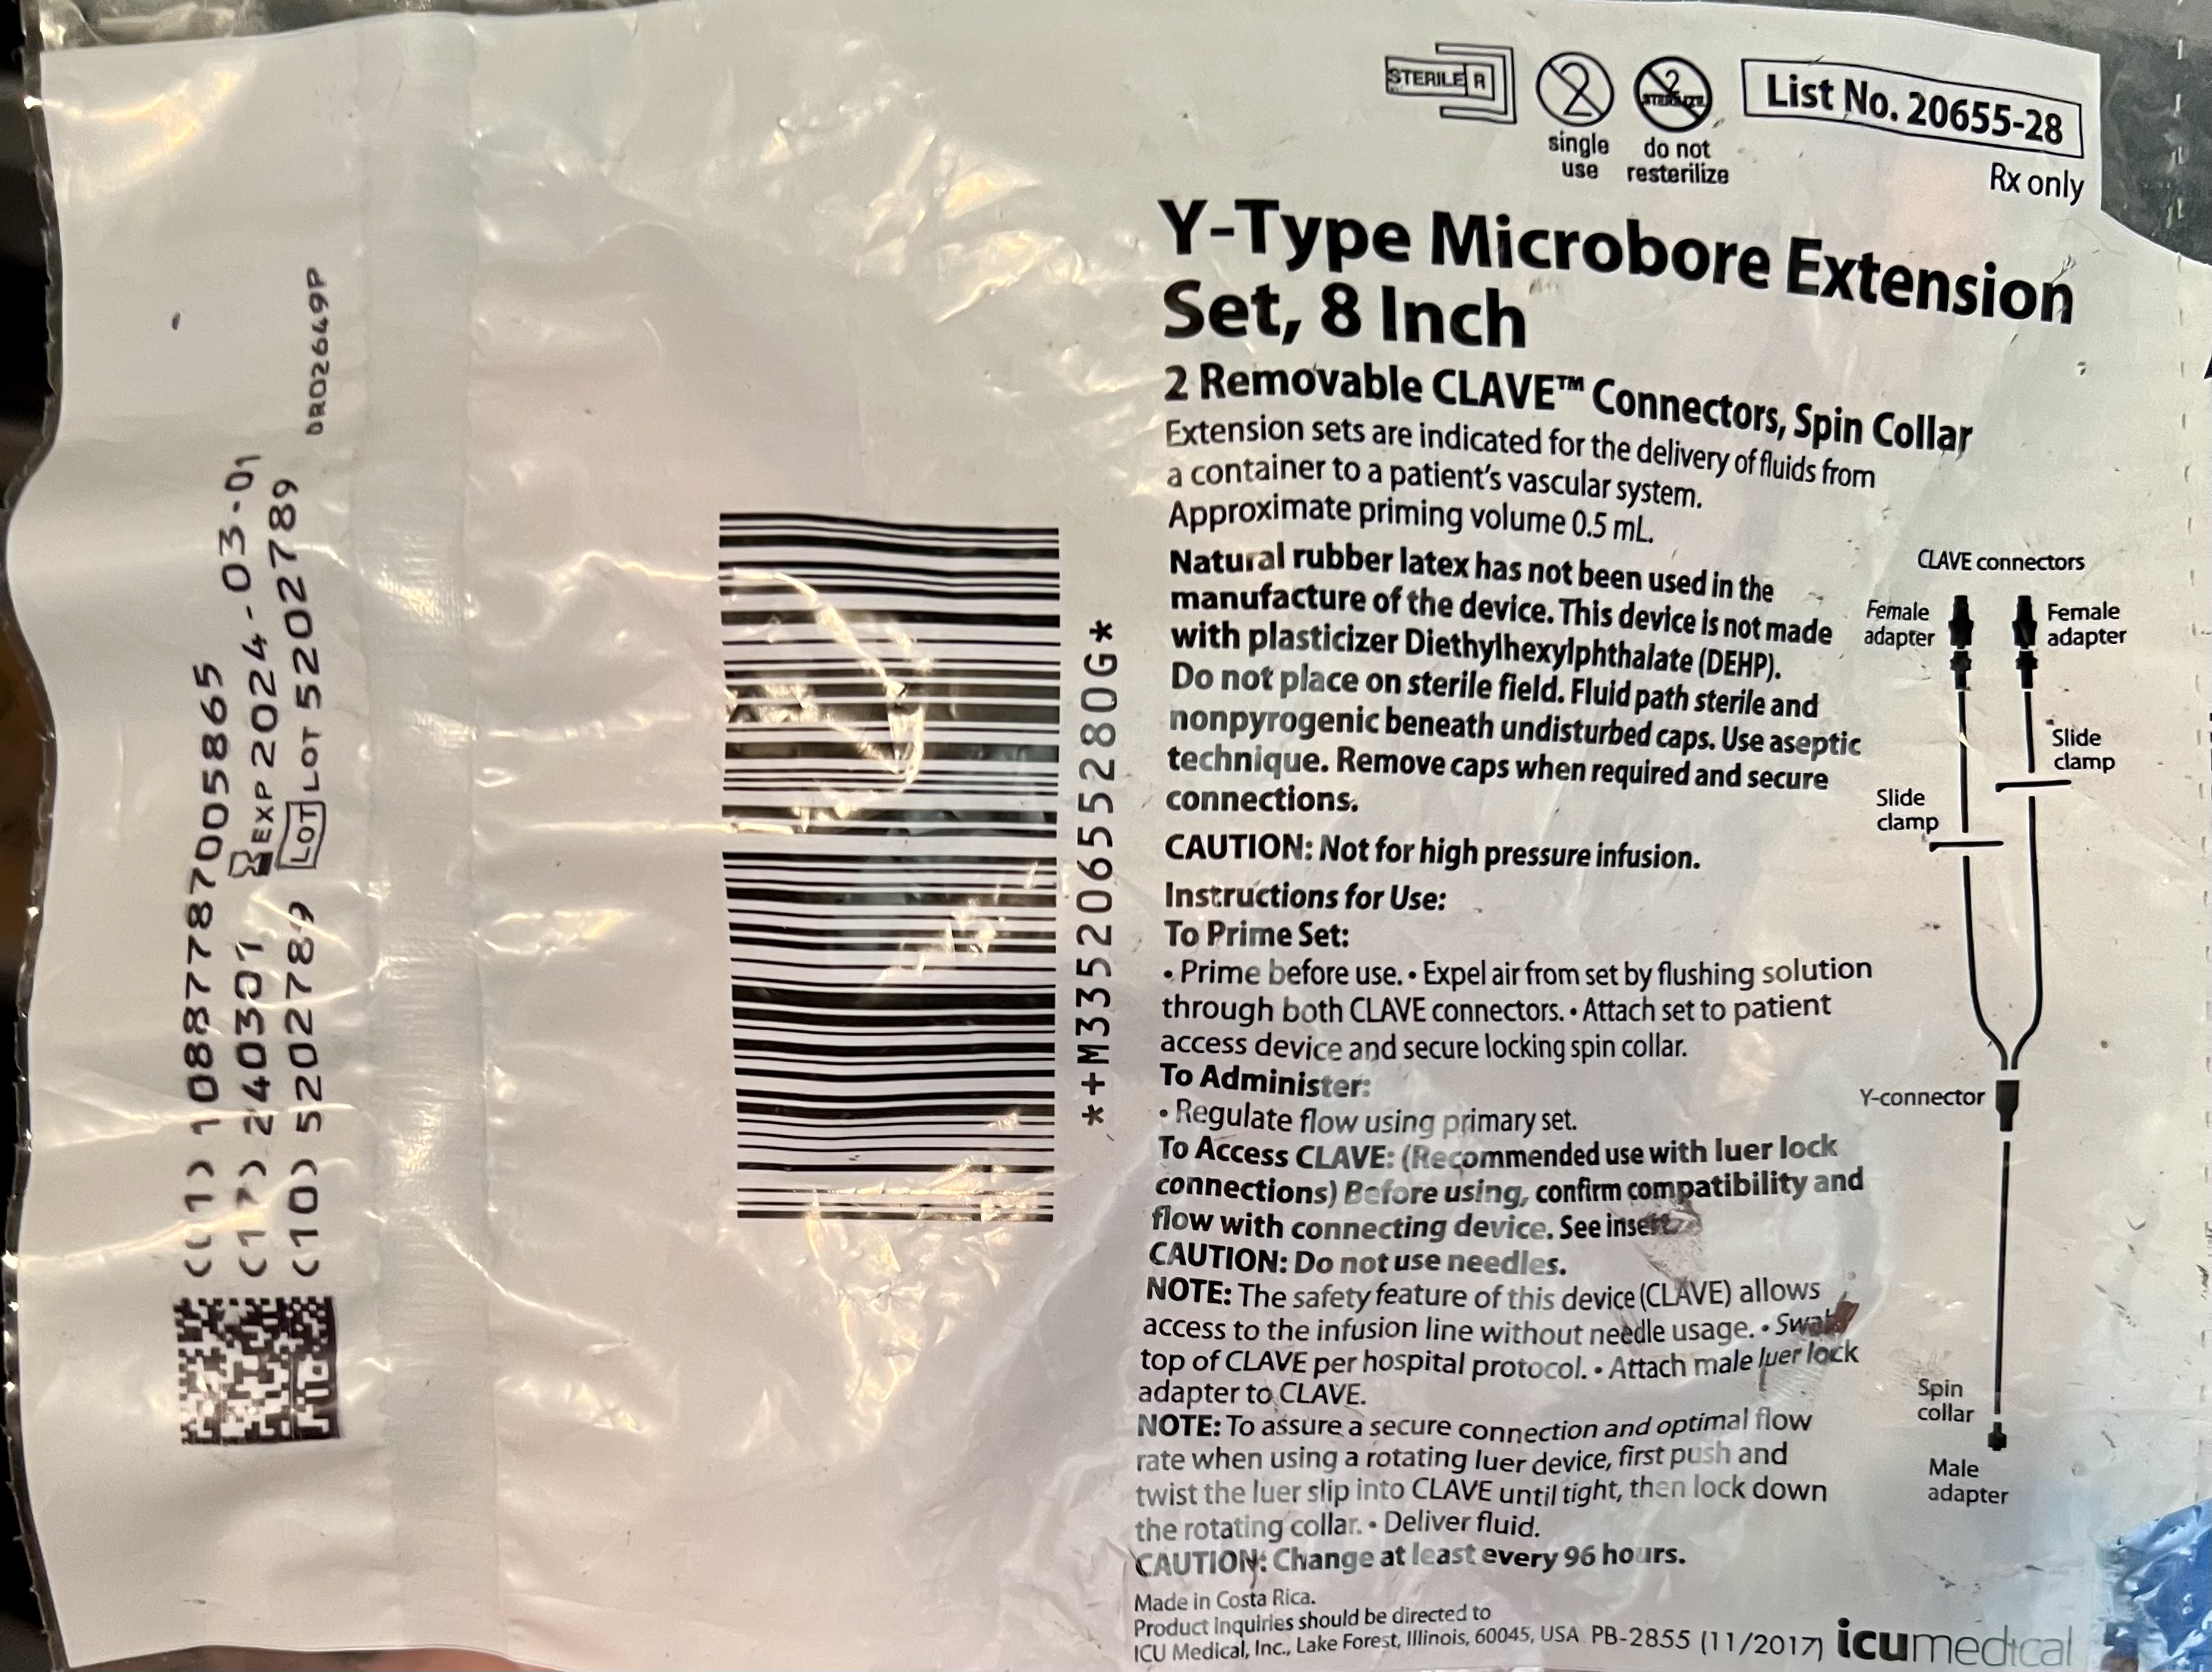 STERILE R
2
single
use
2
STERILIZE
do not
resterilize
List No. 20655-28
Rx only
Y-Type Microbore Extension
Set, 8 Inch
2 Removable CLAVE™ Connectors, Spin Collar
Extension sets are indicated for the delivery of fluids from
a container to a patient's vascular system.
Approximate priming volume 0.5 mL.
Natural rubber latex has not been used in the
manufacture of the device. This device is not made
with plasticizer Diethylhexylphthalate (DEHP).
Do not place on sterile field. Fluid path sterile and
nonpyrogenic beneath undisturbed caps. Use aseptic
technique. Remove caps when required and secure
connections.
CAUTION: Not for high pressure infusion.
Instructions for Use:
To Prime Set:
• Prime before use. • Expel air from set by flushing solution
through both CLAVE connectors. • Attach set to patient
access device and secure locking spin collar.
To Administer:
• Regulate flow using primary set.
To Access CLAVE: (Recommended use with luer lock
connections) Before using, confirm compatibility and
flow with connecting device. See insert.
CAUTION: Do not use needles.
NOTE: The safety feature of this device (CLAVE) allows
access to the infusion line without needle usage. • Swab
top of CLAVE per hospital protocol. • Attach male luer lock
adapter to CLAVE.
NOTE: To assure a secure connection and optimal flow
rate when using a rotating luer device, first push and
twist the luer slip into CLAVE until tight, then lock down
the rotating collar. • Deliver fluid.
CAUTION: Change at least every 96 hours.
Made in Costa Rica.
Product Inquiries should be directed to
ICU Medical, Inc., Lake Forest, Illinois, 60045, USA PB-2855 (11/2017)
icumedical
CLAVE connectors
Female
adapter
Female
adapter
Slide
clamp
Slide
clamp
Y-connector
Spin
collar
Male
adapter
*+M33520655280G*
(01) 10887787005865
(17) 240301 EXP 2024-03-01
(10) 5202789 LOT LOT 5202789
DR02649P